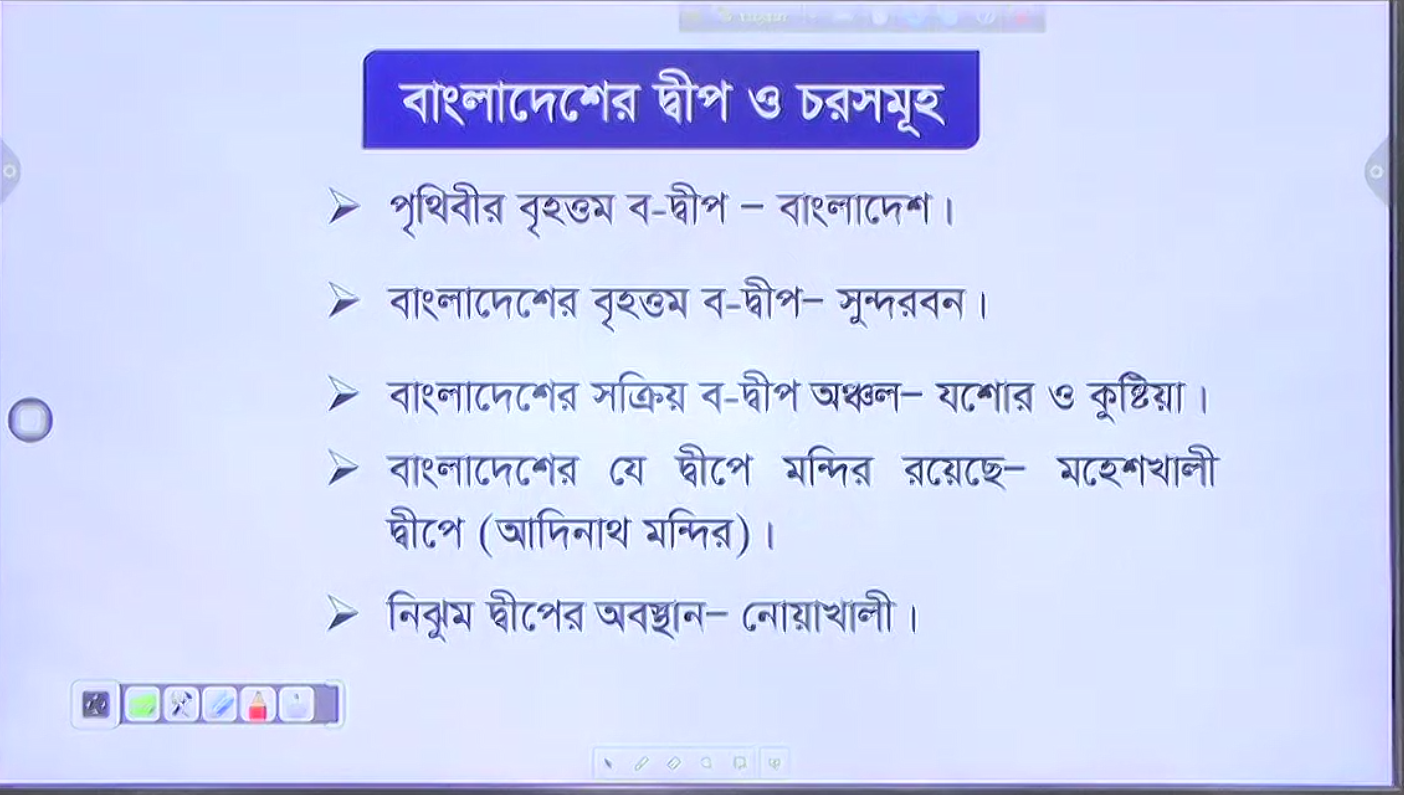 বাংলাদেশের দ্বীপ ও চরসমূহ
➢ পৃথিবীর বৃহত্তম ব-দ্বীপ – বাংলাদেশ।
➢ বাংলাদেশের বৃহত্তম ব-দ্বীপ– সুন্দরবন।
➢ বাংলাদেশের সক্রিয় ব-দ্বীপ অঞ্চল– যশোর ও কুষ্টিয়া।
➢ বাংলাদেশের যে দ্বীপে মন্দির রয়েছে– মহেশখালী
দ্বীপে (আদিনাথ মন্দির)।
➢ নিঝুম দ্বীপের অবস্থান– নোয়াখালী।